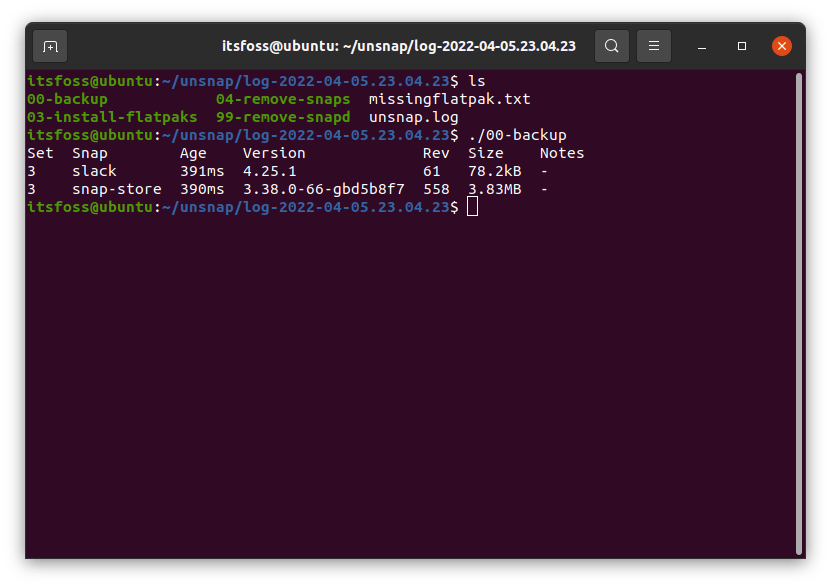 itsfoss@ubuntu: ~/unsnap/log-2022-04-05.23.04.23
itsfoss@ubuntu:~/unsnap/log-2022-04-05.23.04.23$ ls
00-backup            04-remove-snaps  missingflatpak.txt
03-install-flatpaks  99-remove-snapd  unsnap.log
itsfoss@ubuntu:~/unsnap/log-2022-04-05.23.04.23$ ./00-backup
Set  Snap        Age    Version             Rev  Size    Notes
3    slack       391ms  4.25.1              61   78.2kB  -
3    snap-store  390ms  3.38.0-66-gbd5b8f7  558  3.83MB  -
itsfoss@ubuntu:~/unsnap/log-2022-04-05.23.04.23$